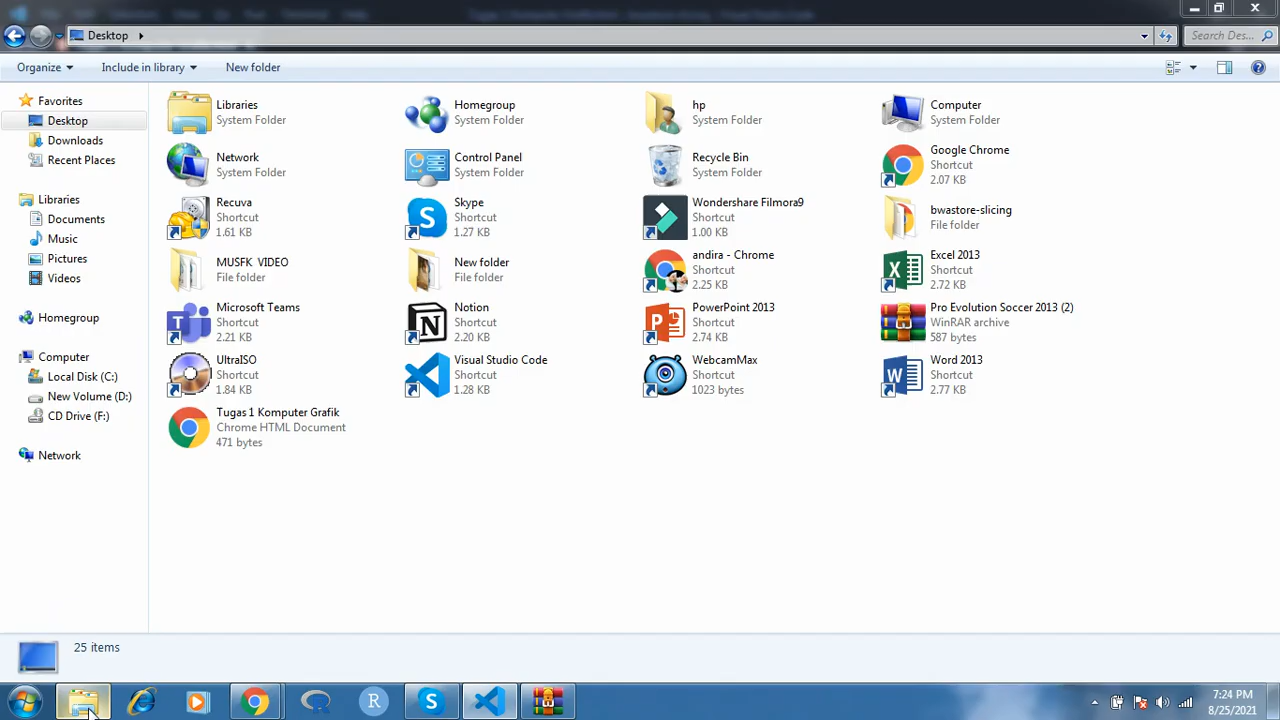 Desktop
Search Des...
Organize
Include in library
New folder
Favorites
Desktop
Downloads
Recent Places
Libraries
Documents
Music
Pictures
Videos
Homegroup
Computer
Local Disk (C:)
New Volume (D:)
CD Drive (F:)
Network
Libraries
System Folder
Homegroup
System Folder
hp
System Folder
Computer
System Folder
Network
System Folder
Control Panel
System Folder
Recycle Bin
System Folder
Google Chrome
Shortcut
2.07 KB
Recuva
Shortcut
1.61 KB
Skype
Shortcut
1.27 KB
Wondershare Filmora9
Shortcut
1.00 KB
bwastore-slicing
File folder
MUSFK VIDEO
File folder
New folder
File folder
andira - Chrome
Shortcut
2.25 KB
Excel 2013
Shortcut
2.72 KB
Microsoft Teams
Shortcut
2.21 KB
Notion
Shortcut
2.20 KB
PowerPoint 2013
Shortcut
2.74 KB
Pro Evolution Soccer 2013 (2)
WinRAR archive
587 bytes
UltraISO
Shortcut
1.84 KB
Visual Studio Code
Shortcut
1.28 KB
WebcamMax
Shortcut
1023 bytes
Word 2013
Shortcut
2.77 KB
Tugas 1 Komputer Grafik
Chrome HTML Document
471 bytes
25 items
7:24 PM
8/25/2021